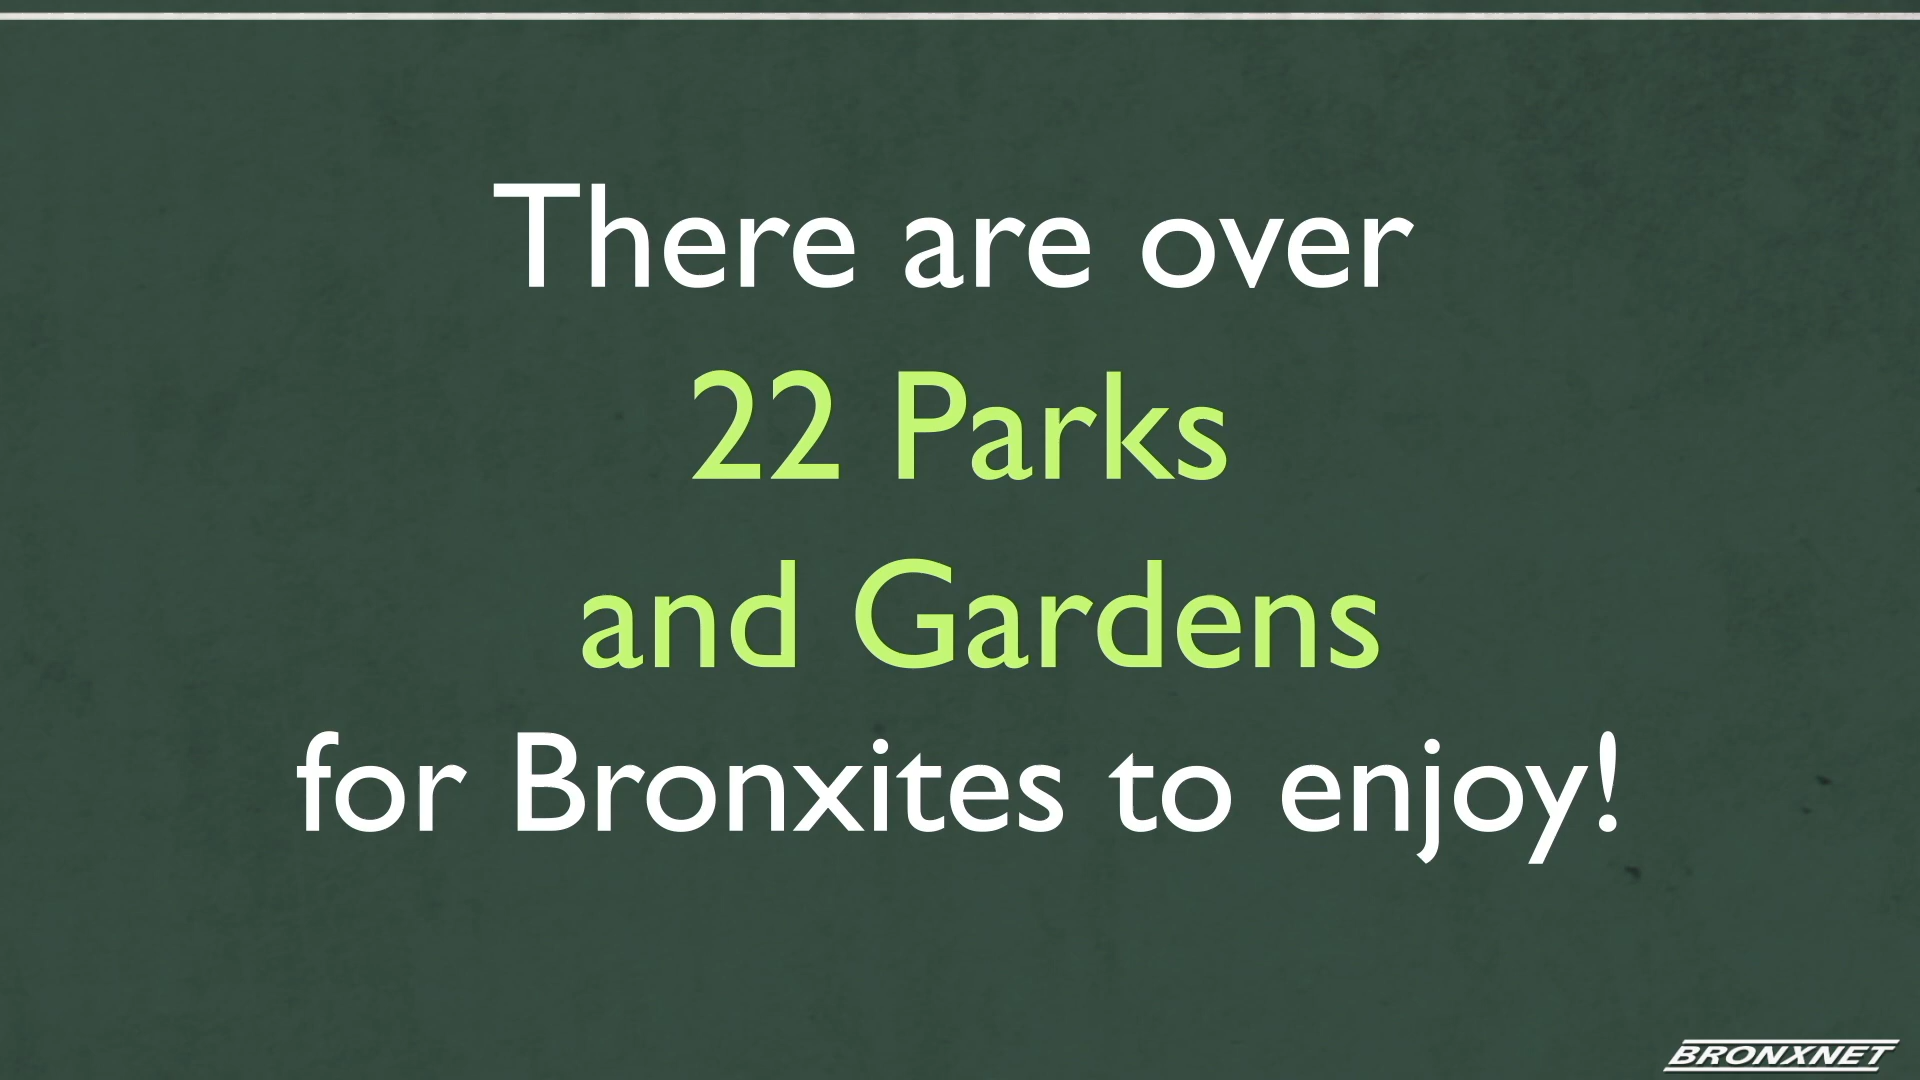 There are over
22 Parks
and Gardens
for Bronxites to enjoy!
BRONXNET